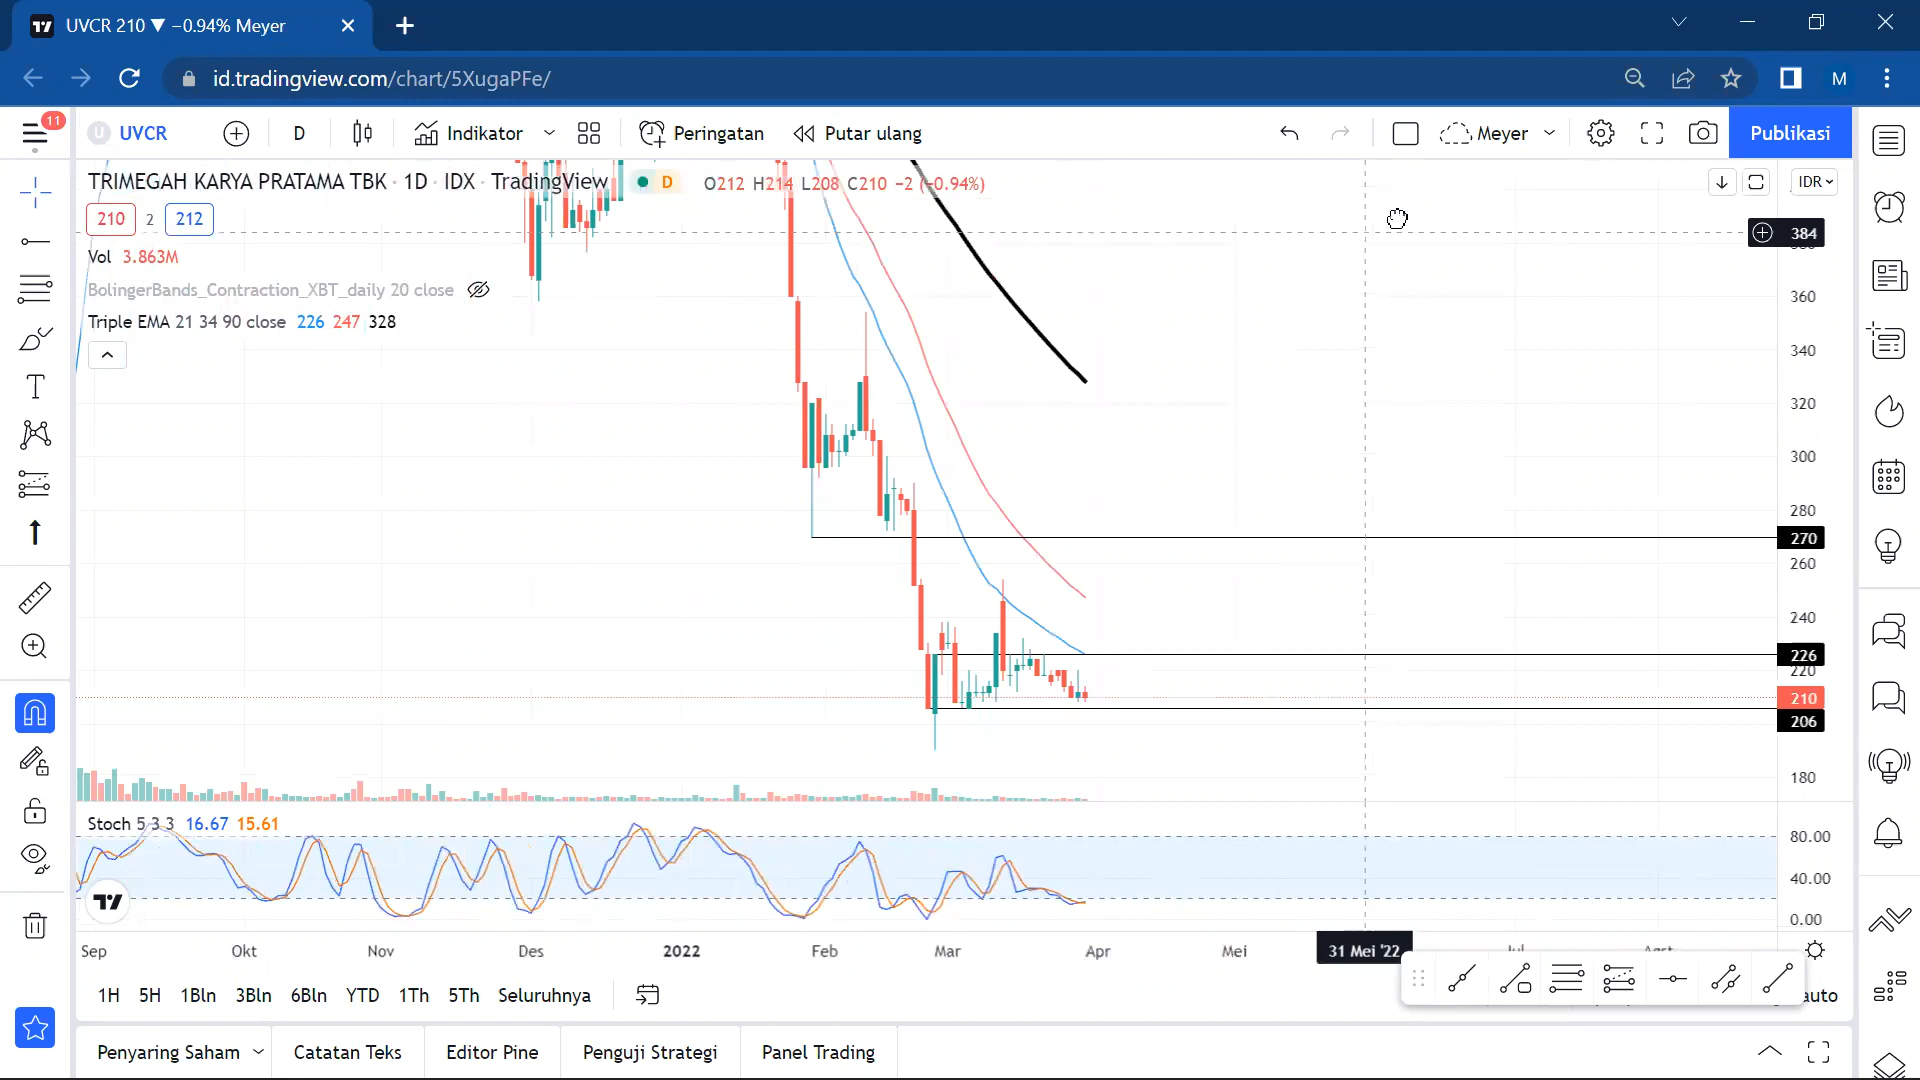 UVCR 210 ▼ −0.94% Meyer
id.tradingview.com/chart/5XugaPFe/
M
11
U UVCR D Indikator Peringatan Putar ulang Meyer Publikasi
TRIMEGAH KARYA PRATAMA TBK · 1D · IDX · TradingView D O212 H214 L208 C210 −2 (−0.94%) IDR
210 2 212
384
Vol 3.863M
BolingerBands_Contraction_XBT_daily 20 close
360
Triple EMA 21 34 90 close 226 247 328
340
320
300
280
270
260
240
226
220
210
206
180
Stoch 5 3 3 16.67 15.61
80.00
40.00
0.00
Sep Okt Nov Des 2022 Feb Mar Apr Mei 31 Mei '22
1H 5H 1Bln 3Bln 6Bln YTD 1Th 5Th Seluruhnya auto
Penyaring Saham Catatan Teks Editor Pine Penguji Strategi Panel Trading